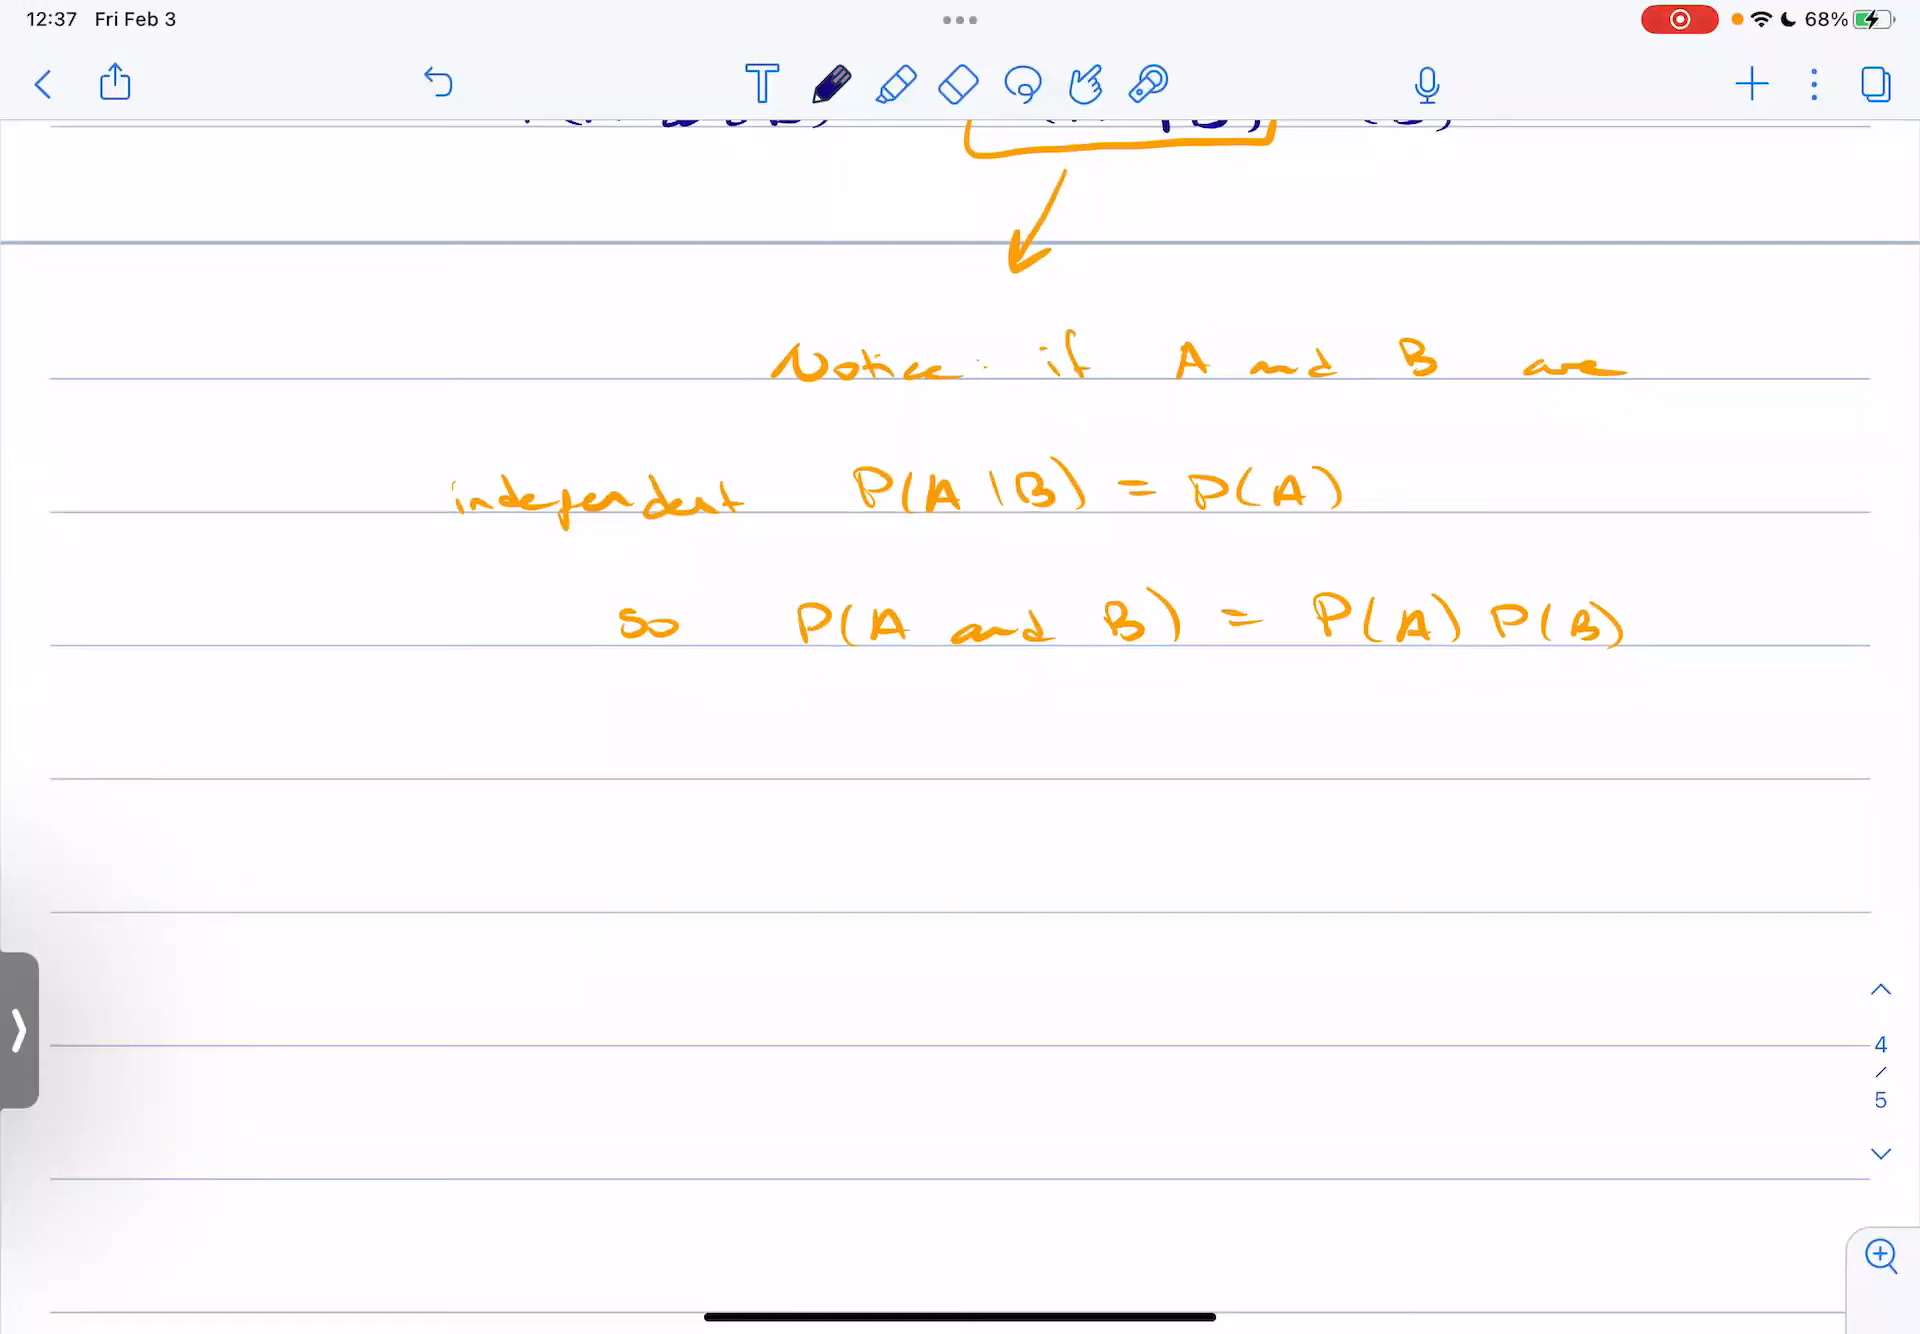 12:37 Fri Feb 3
68%
T
Notice: if A and B are
independent P(A|B) = P(A)
so P(A and B) = P(A) P(B)
4
/
5